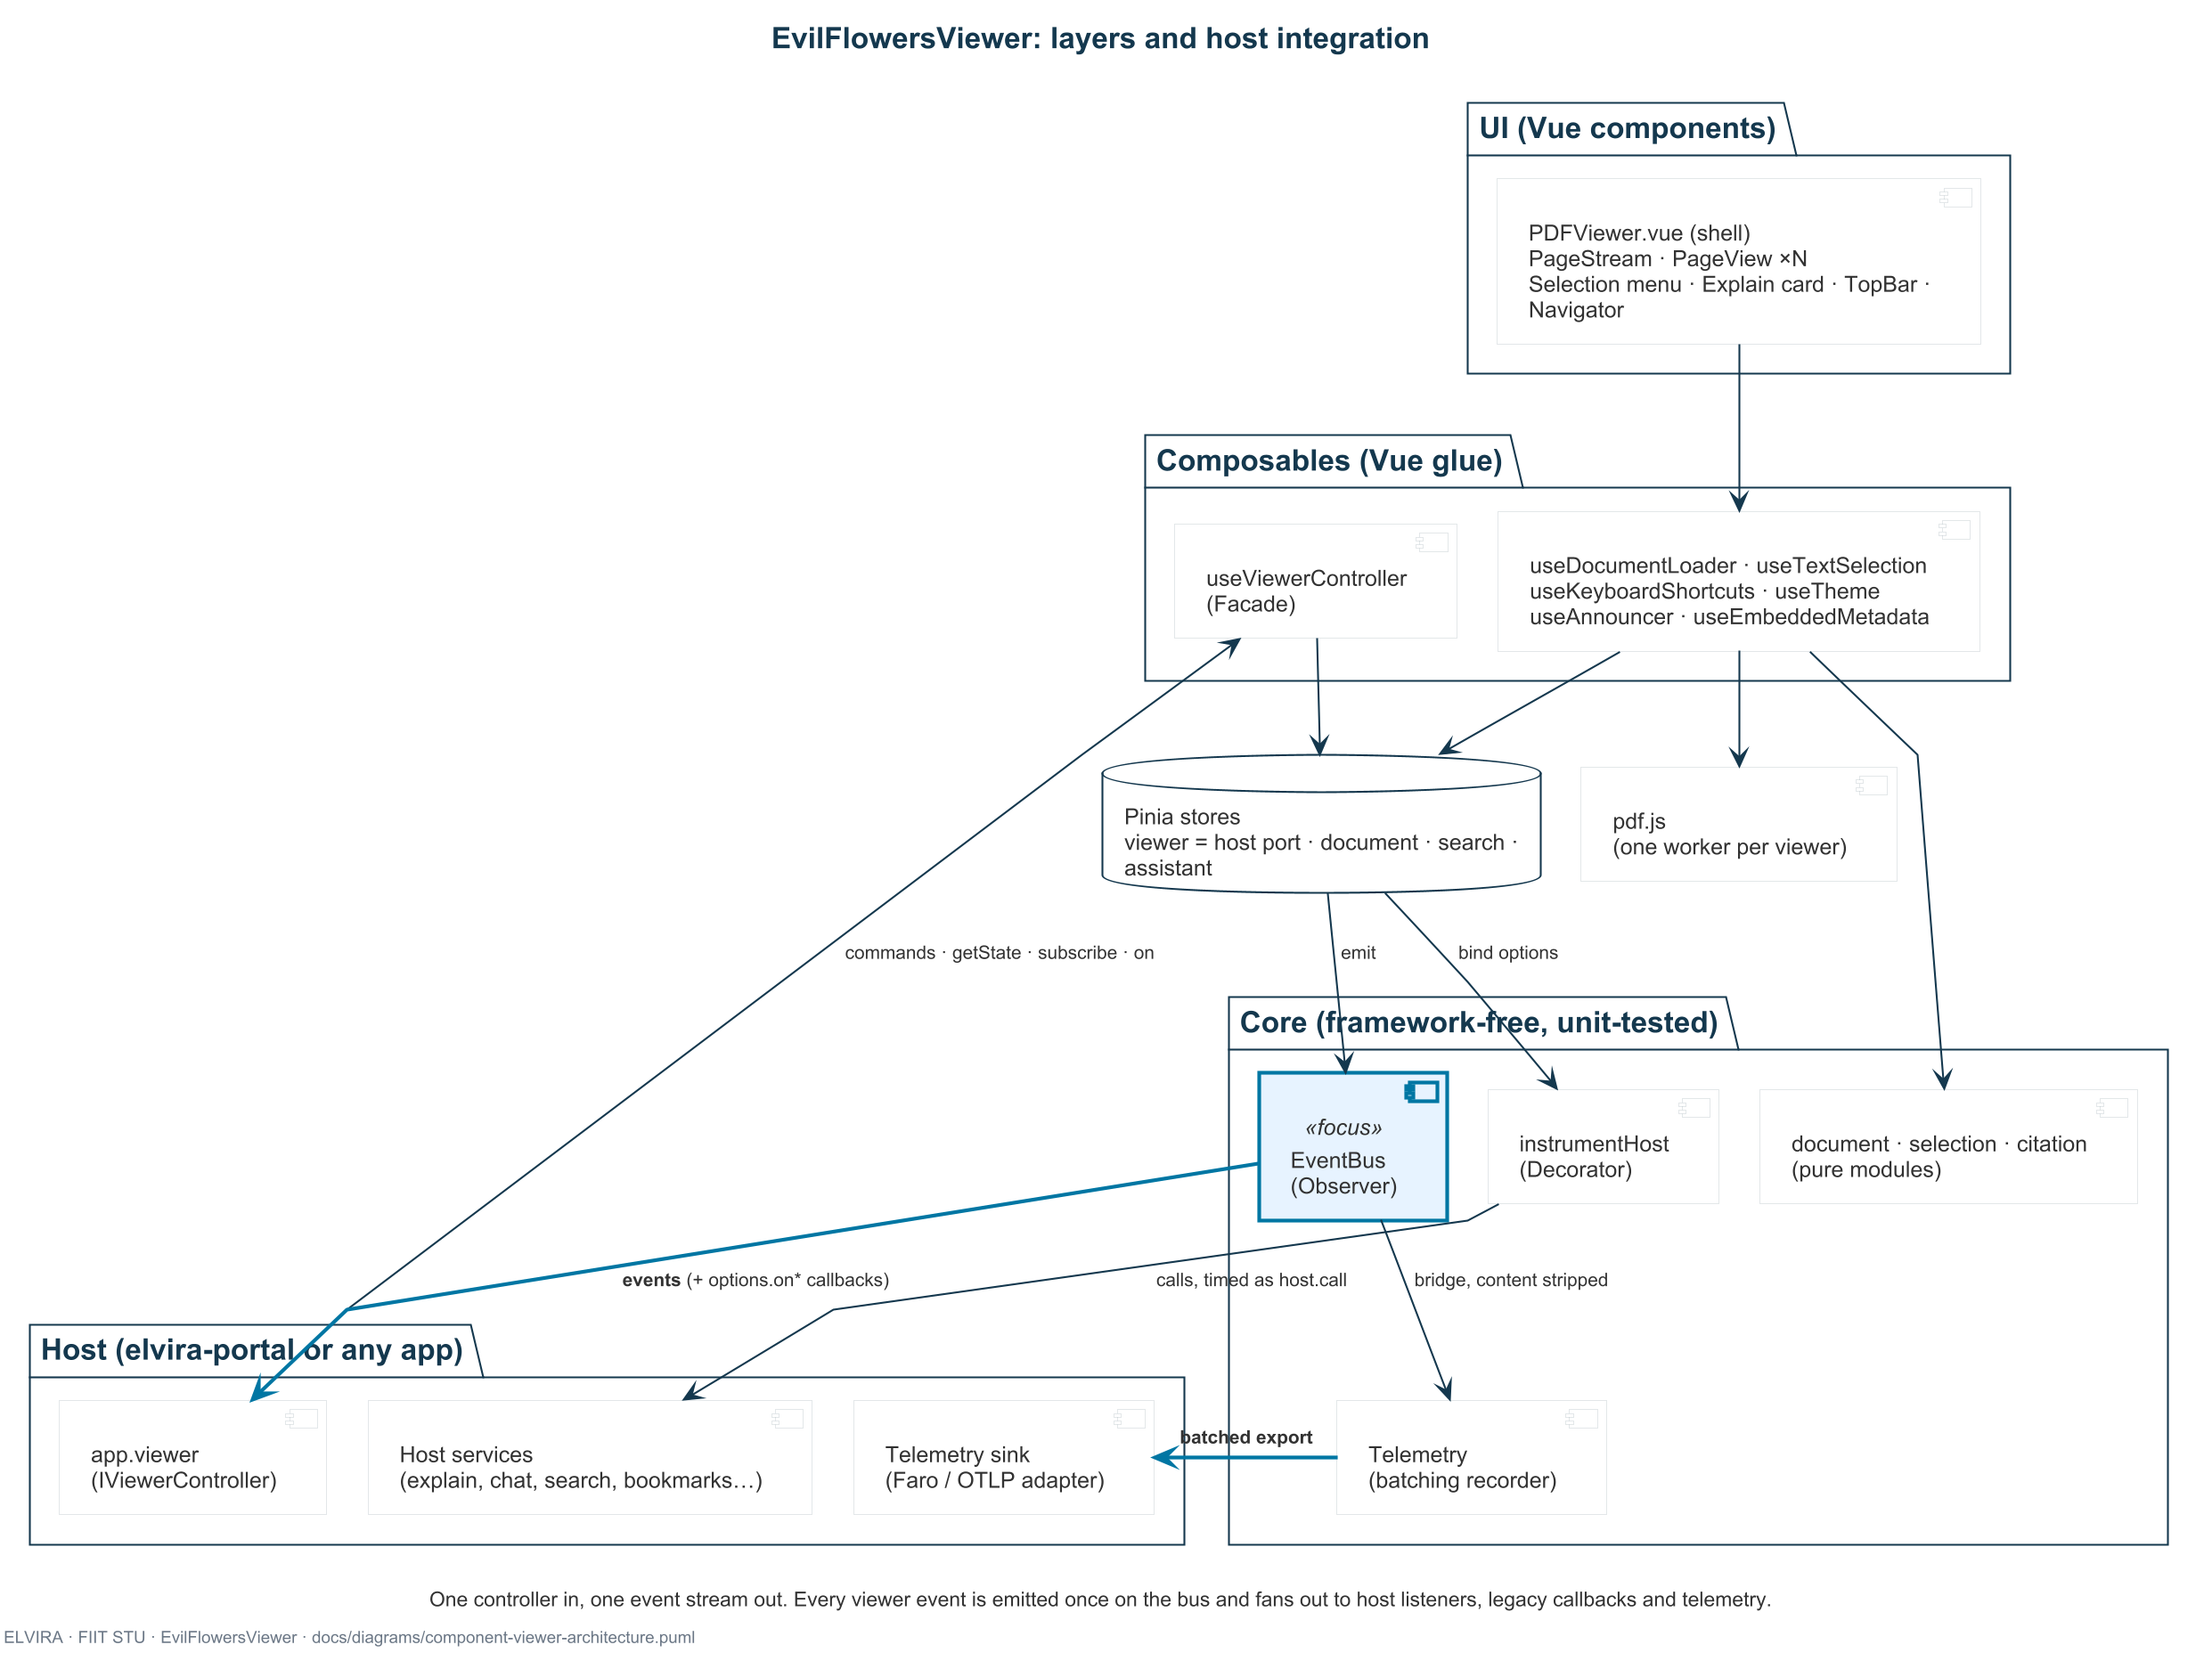 EvilFlowersViewer: layers and host integration
UI (Vue components)
PDFViewer.vue (shell)
PageStream · PageView ×N
Selection menu · Explain card · TopBar ·
Navigator
Composables (Vue glue)
useViewerController
(Facade)
useDocumentLoader · useTextSelection
useKeyboardShortcuts · useTheme
useAnnouncer · useEmbeddedMetadata
Pinia stores
viewer = host port · document · search ·
assistant
pdf.js
(one worker per viewer)
commands · getState · subscribe · on
emit
bind options
Core (framework-free, unit-tested)
«focus»
EventBus
(Observer)
instrumentHost
(Decorator)
document · selection · citation
(pure modules)
events (+ options.on* callbacks)
calls, timed as host.call
bridge, content stripped
Host (elvira-portal or any app)
app.viewer
(IViewerController)
Host services
(explain, chat, search, bookmarks…)
Telemetry sink
(Faro / OTLP adapter)
batched export
Telemetry
(batching recorder)
One controller in, one event stream out. Every viewer event is emitted once on the bus and fans out to host listeners, legacy callbacks and telemetry.
ELVIRA · FIIT STU · EvilFlowersViewer · docs/diagrams/component-viewer-architecture.puml